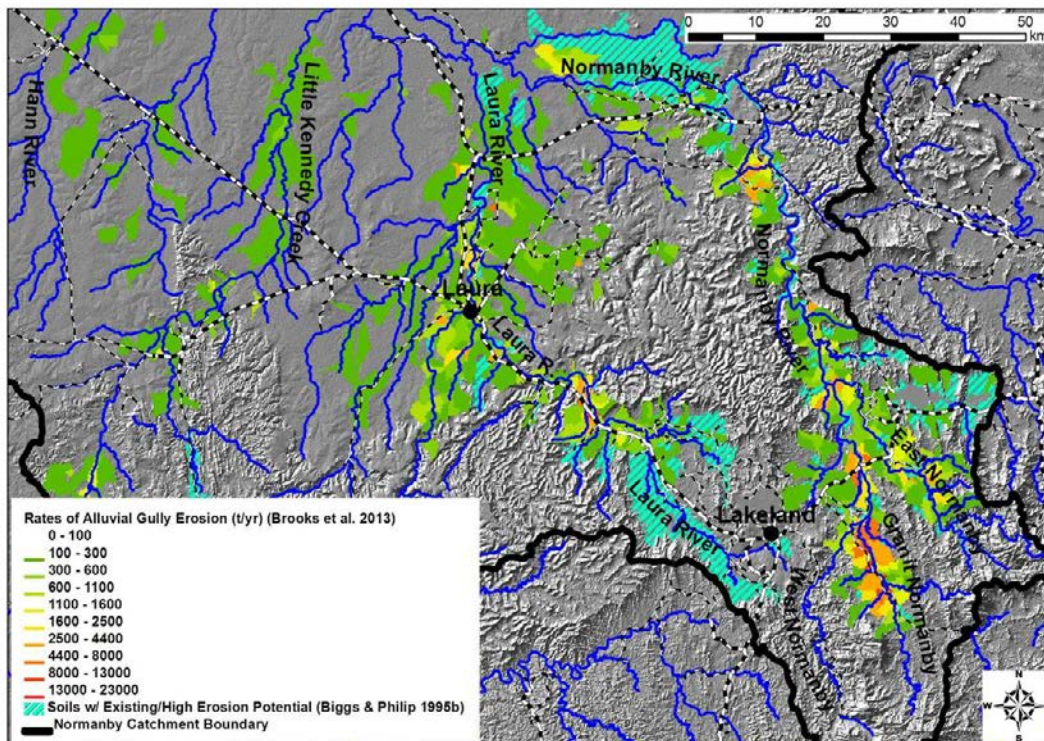 0 10 20 30 40 50
km
Normanby River
Hann River
Little Kennedy Creek
Laura River
Normanby River
Laura
Laura R.
East Normanby
Laura River
Lakeland
West Normanby
Granit Normanby
Rates of Alluvial Gully Erosion (t/yr) (Brooks et al. 2013)
0 - 100
100 - 300
300 - 600
600 - 1100
1100 - 1600
1600 - 2500
2500 - 4400
4400 - 8000
8000 - 13000
13000 - 23000
Soils w/ Existing/High Erosion Potential (Biggs & Philip 1995b)
Normanby Catchment Boundary
N
W E
S